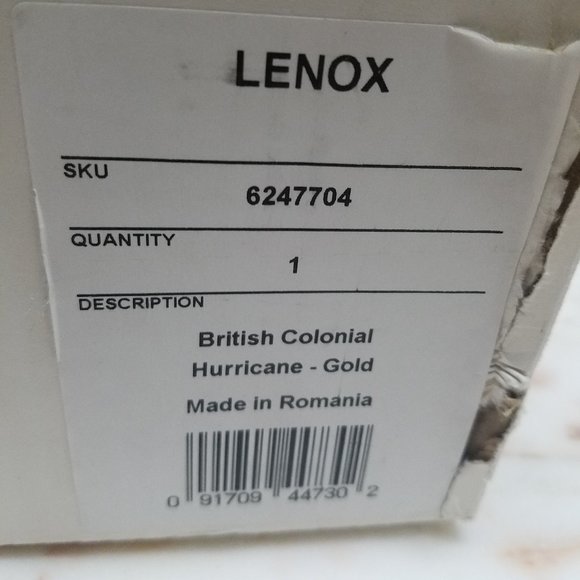 LENOX
SKU
6247704
QUANTITY
1
DESCRIPTION
British Colonial
Hurricane - Gold
Made in Romania
0 91709 44730 2